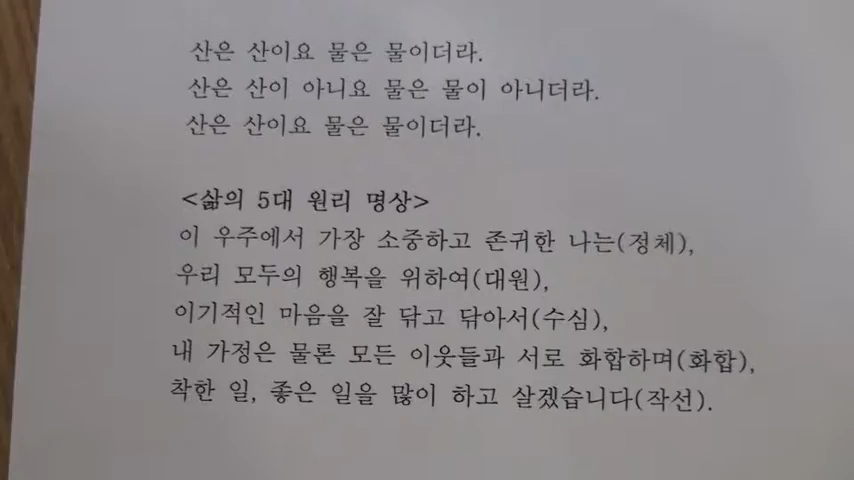 산은 산이요 물은 물이더라.
산은 산이 아니요 물은 물이 아니더라.
산은 산이요 물은 물이더라.
<삶의 5대 원리 명상>
이 우주에서 가장 소중하고 존귀한 나는(정체),
우리 모두의 행복을 위하여(대원),
이기적인 마음을 잘 닦고 닦아서(수심),
내 가정은 물론 모든 이웃들과 서로 화합하며(화합),
착한 일, 좋은 일을 많이 하고 살겠습니다(작선).